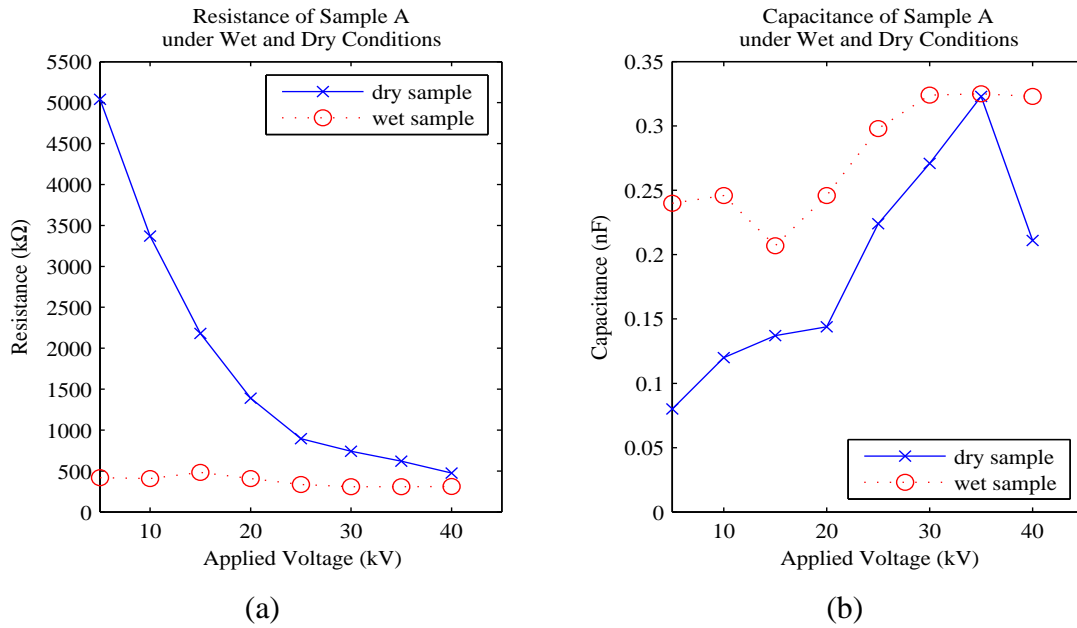 Resistance of Sample A
under Wet and Dry Conditions
5500
5000
4500
4000
3500
3000
2500
2000
1500
1000
500
0
Resistance (kΩ)
dry sample
wet sample
10 20 30 40
Applied Voltage (kV)
(a)
Capacitance of Sample A
under Wet and Dry Conditions
0.35
0.3
0.25
0.2
0.15
0.1
0.05
0
Capacitance (nF)
dry sample
wet sample
10 20 30 40
Applied Voltage (kV)
(b)